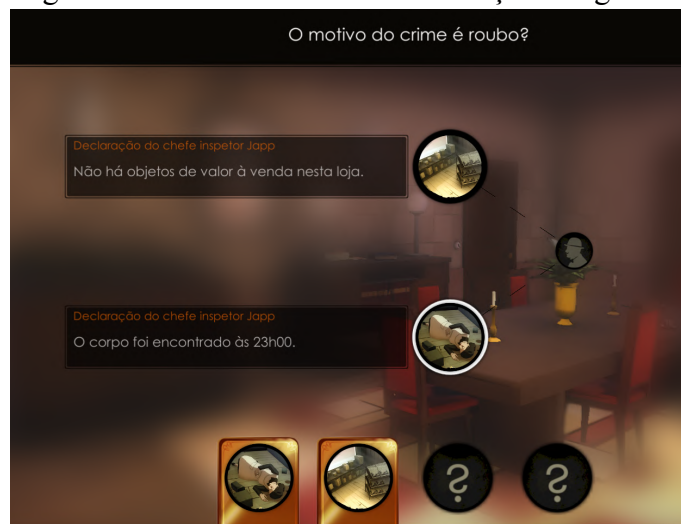 O motivo do crime é roubo?
Declaração do chefe inspetor Japp
Não há objetos de valor à venda nesta loja.
Declaração do chefe inspetor Japp
O corpo foi encontrado às 23h00.
? ?